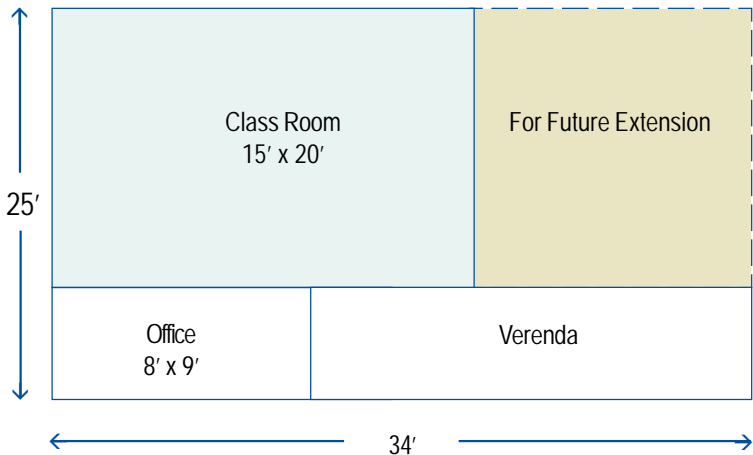 Class Room
15′ x 20′
For Future Extension
25′
Office
8′ x 9′
Verenda
34′